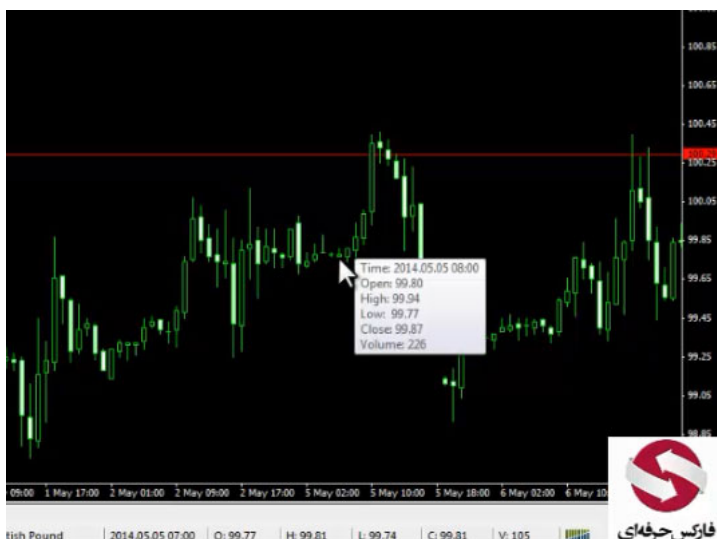 100.85
100.65
100.45
100.25
100.05
99.85
99.65
99.45
99.25
99.05
98.85
Time: 2014.05.05 08:00
Open: 99.80
High: 99.94
Low: 99.77
Close: 99.87
Volume: 226
09:00 1 May 17:00 2 May 01:00 2 May 09:00 2 May 17:00 5 May 02:00 5 May 10:00 5 May 18:00 6 May 02:00 6 May 10
tish Pound 2014.05.05 07:00 O: 99.77 H: 99.81 L: 99.74 C: 99.81 V: 105
فارکس حرفه‌ای